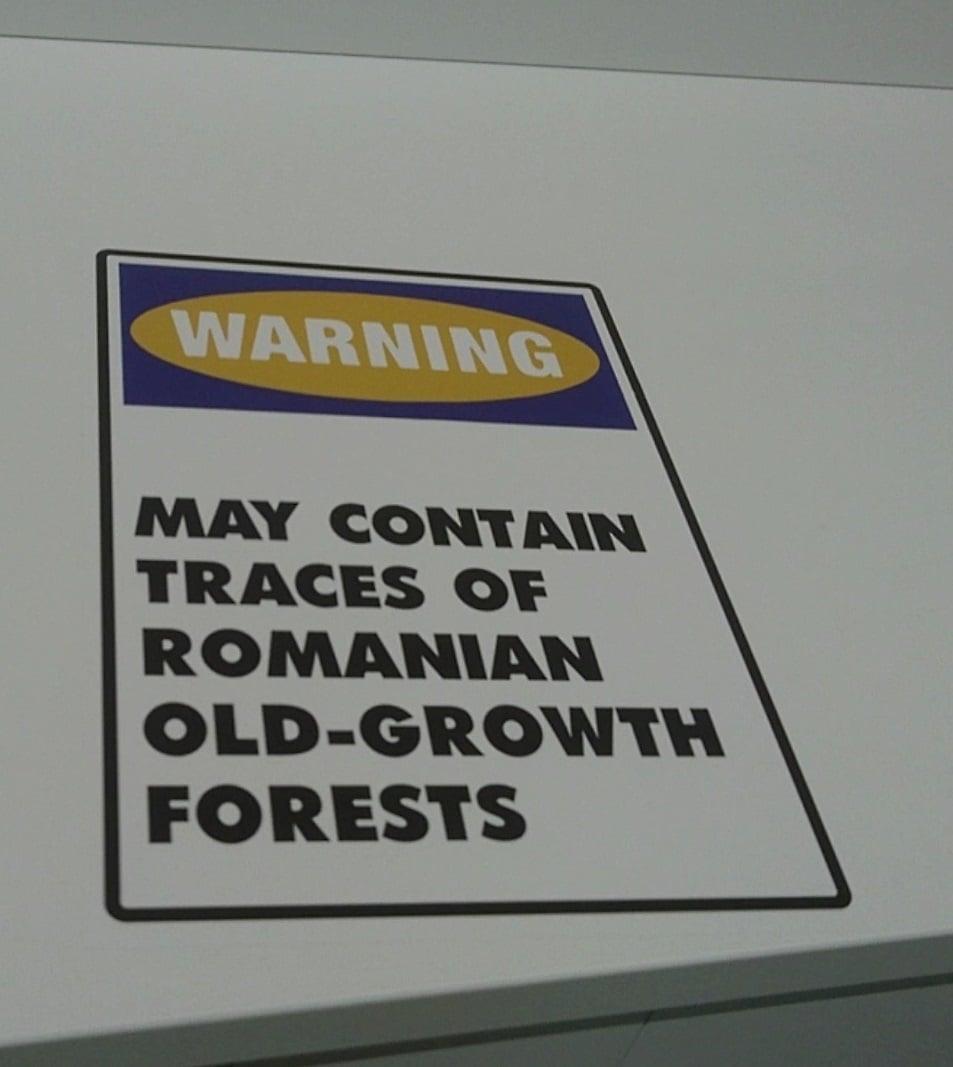 WARNING
MAY CONTAIN
TRACES OF
ROMANIAN
OLD-GROWTH
FORESTS